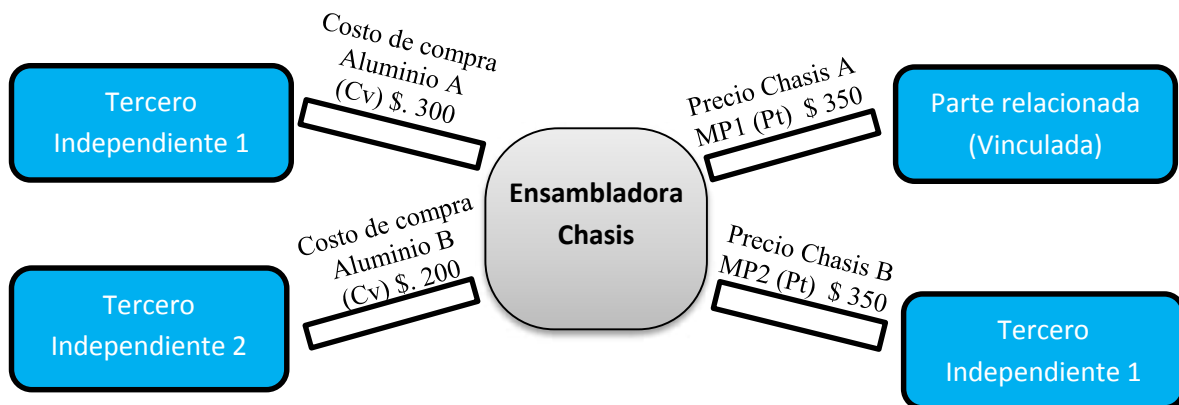 Costo de compra
Aluminio A
(Cv) $. 300
Tercero
Independiente 1
Precio Chasis A
MP1 (Pt) $ 350
Parte relacionada
(Vinculada)
Ensambladora
Chasis
Costo de compra
Aluminio B
(Cv) $. 200
Tercero
Independiente 2
Precio Chasis B
MP2 (Pt) $ 350
Tercero
Independiente 1